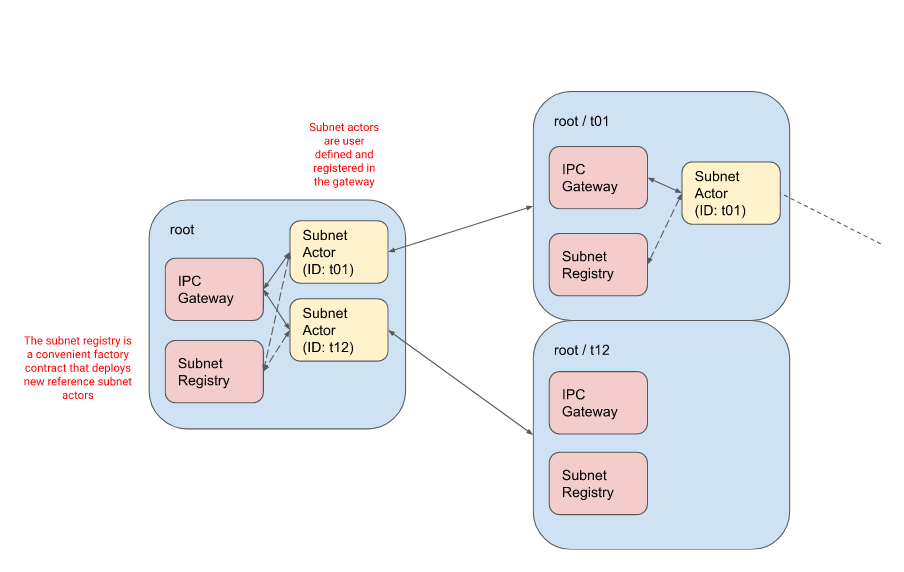 Subnet actors
are user
defined and
registered in
the gateway
The subnet registry is
a convenient factory
contract that deploys
new reference subnet
actors
root
IPC
Gateway
Subnet
Registry
Subnet
Actor
(ID: t01)
Subnet
Actor
(ID: t12)
root / t01
IPC
Gateway
Subnet
Registry
Subnet
Actor
(ID: t01)
root / t12
IPC
Gateway
Subnet
Registry